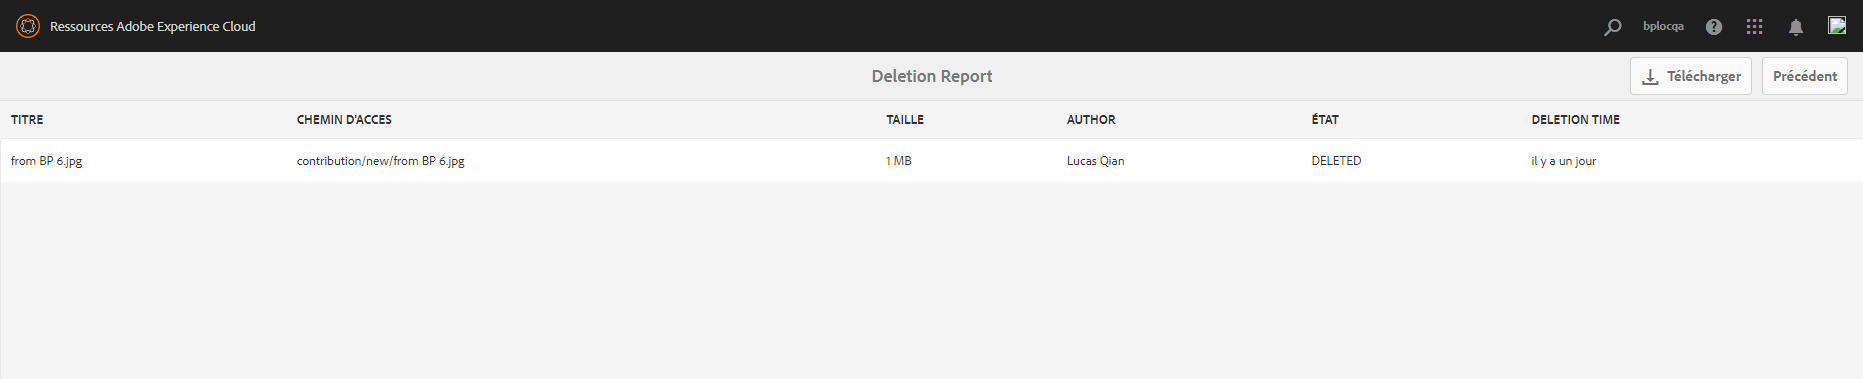 Ressources Adobe Experience Cloud
bplocqa
Deletion Report
Télécharger
Précédent
TITRE CHEMIN D'ACCES TAILLE AUTHOR ÉTAT DELETION TIME
from BP 6.jpg contribution/new/from BP 6.jpg 1 MB Lucas Qian DELETED il y a un jour